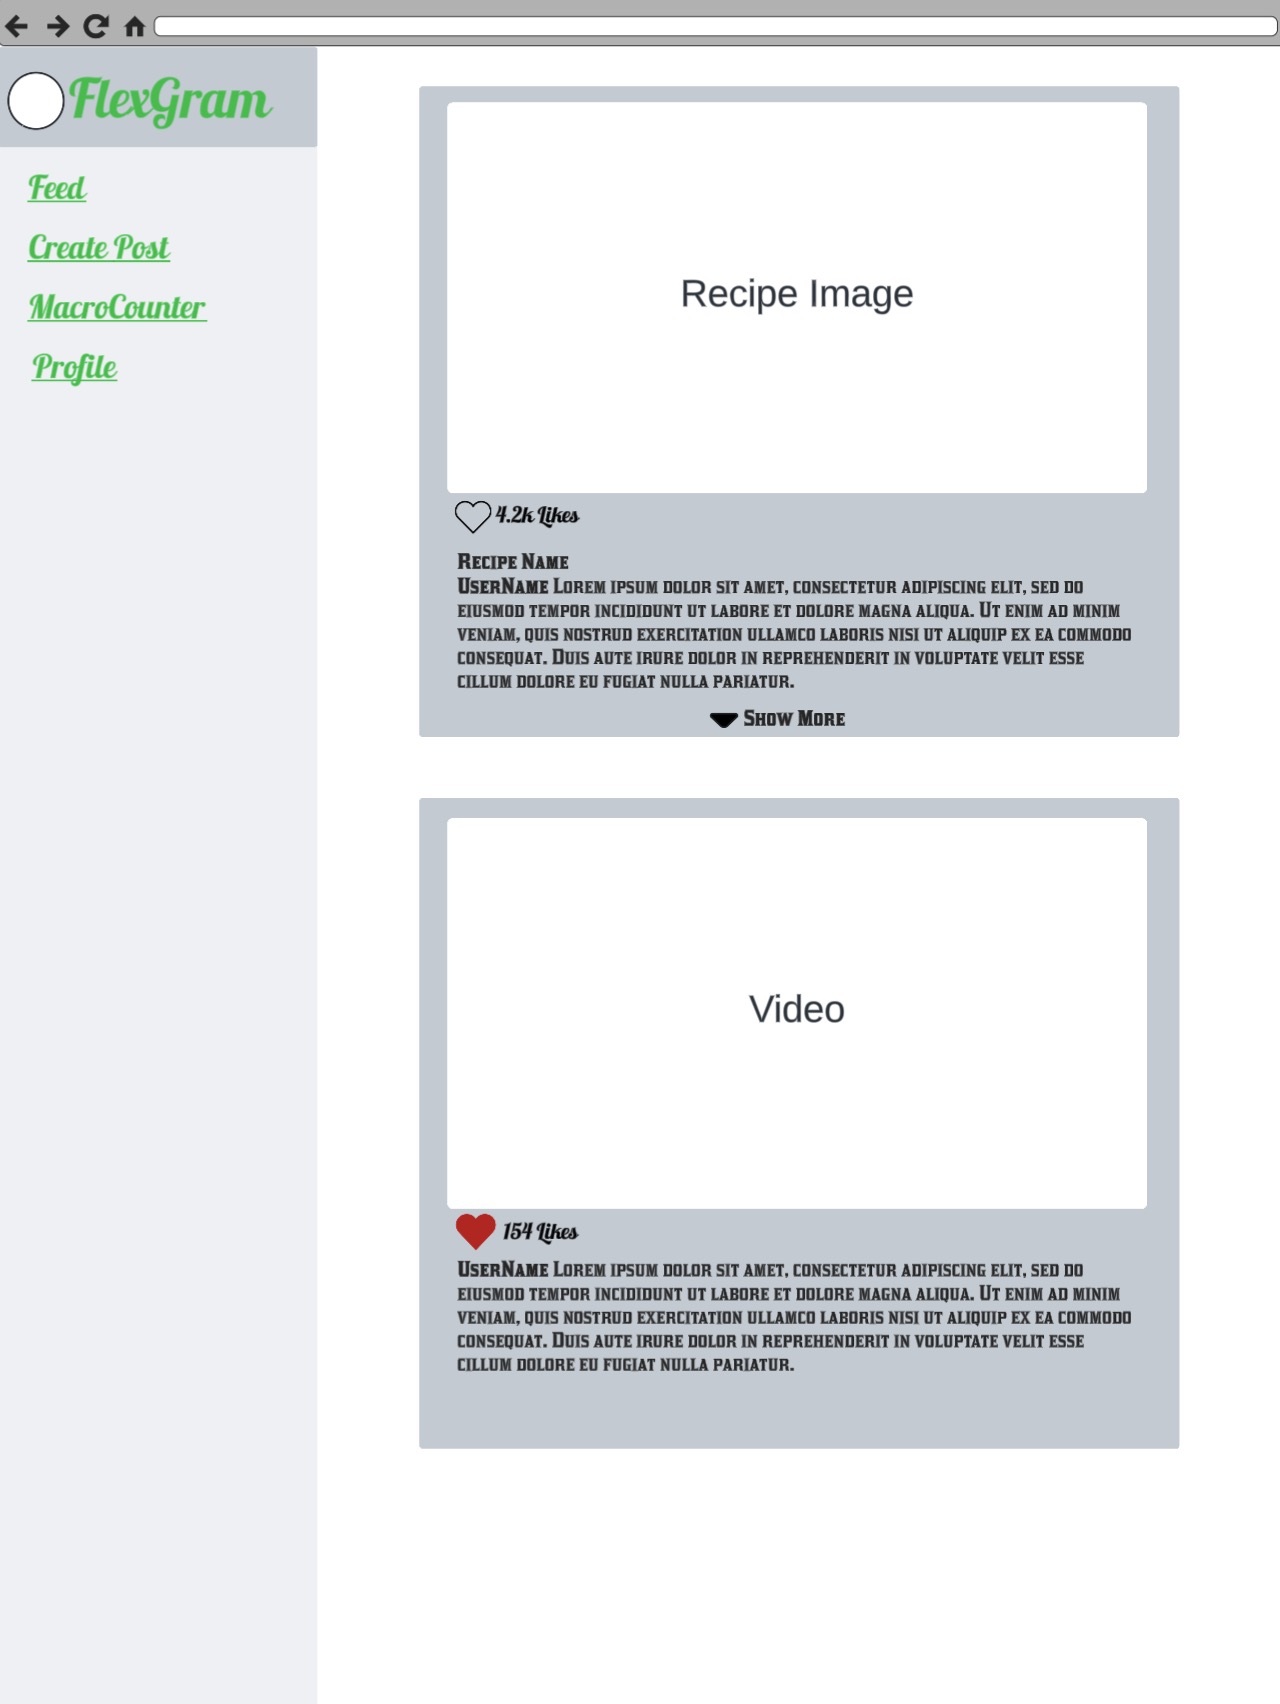 FlexGram
Feed
Create Post
MacroCounter
Profile
Recipe Image
4.2k Likes
Recipe Name
UserName Lorem ipsum dolor sit amet, consectetur adipiscing elit, sed do
eiusmod tempor incididunt ut labore et dolore magna aliqua. Ut enim ad minim
veniam, quis nostrud exercitation ullamco laboris nisi ut aliquip ex ea commodo
consequat. Duis aute irure dolor in reprehenderit in voluptate velit esse
cillum dolore eu fugiat nulla pariatur.
Show More
Video
154 Likes
UserName Lorem ipsum dolor sit amet, consectetur adipiscing elit, sed do
eiusmod tempor incididunt ut labore et dolore magna aliqua. Ut enim ad minim
veniam, quis nostrud exercitation ullamco laboris nisi ut aliquip ex ea commodo
consequat. Duis aute irure dolor in reprehenderit in voluptate velit esse
cillum dolore eu fugiat nulla pariatur.